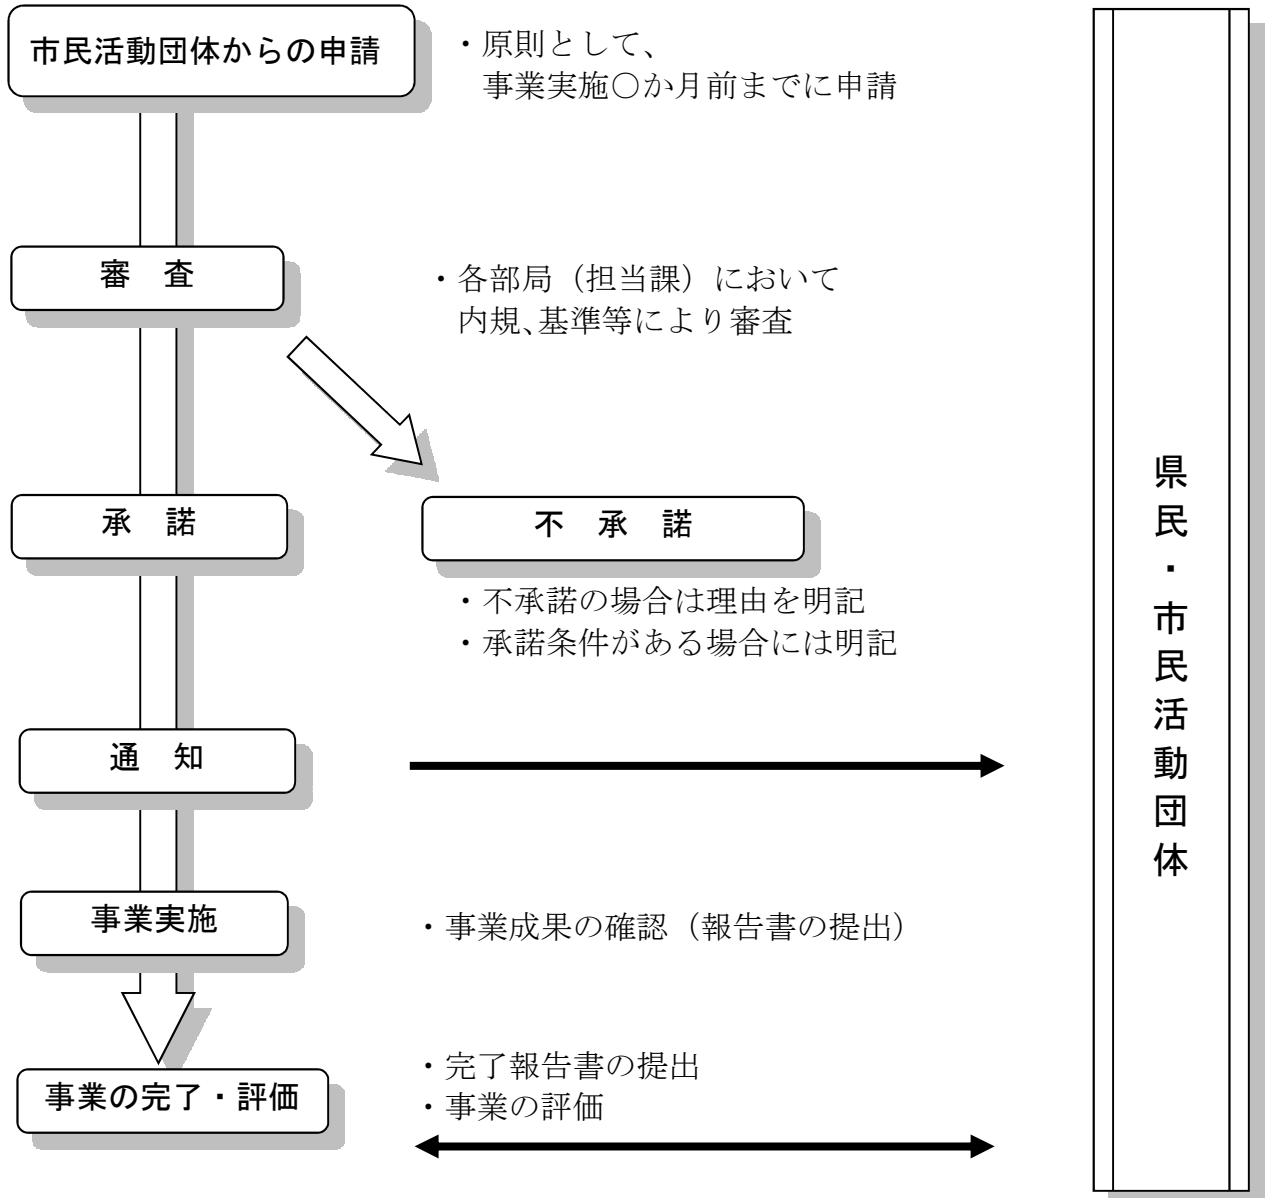 市民活動団体からの申請
・原則として、
事業実施〇か月前までに申請
審　査
・各部局（担当課）において
内規、基準等により審査
承　諾
不　承　諾
・不承諾の場合は理由を明記
・承諾条件がある場合には明記
通　知
事業実施
・事業成果の確認（報告書の提出）
事業の完了・評価
・完了報告書の提出
・事業の評価
県民・市民活動団体